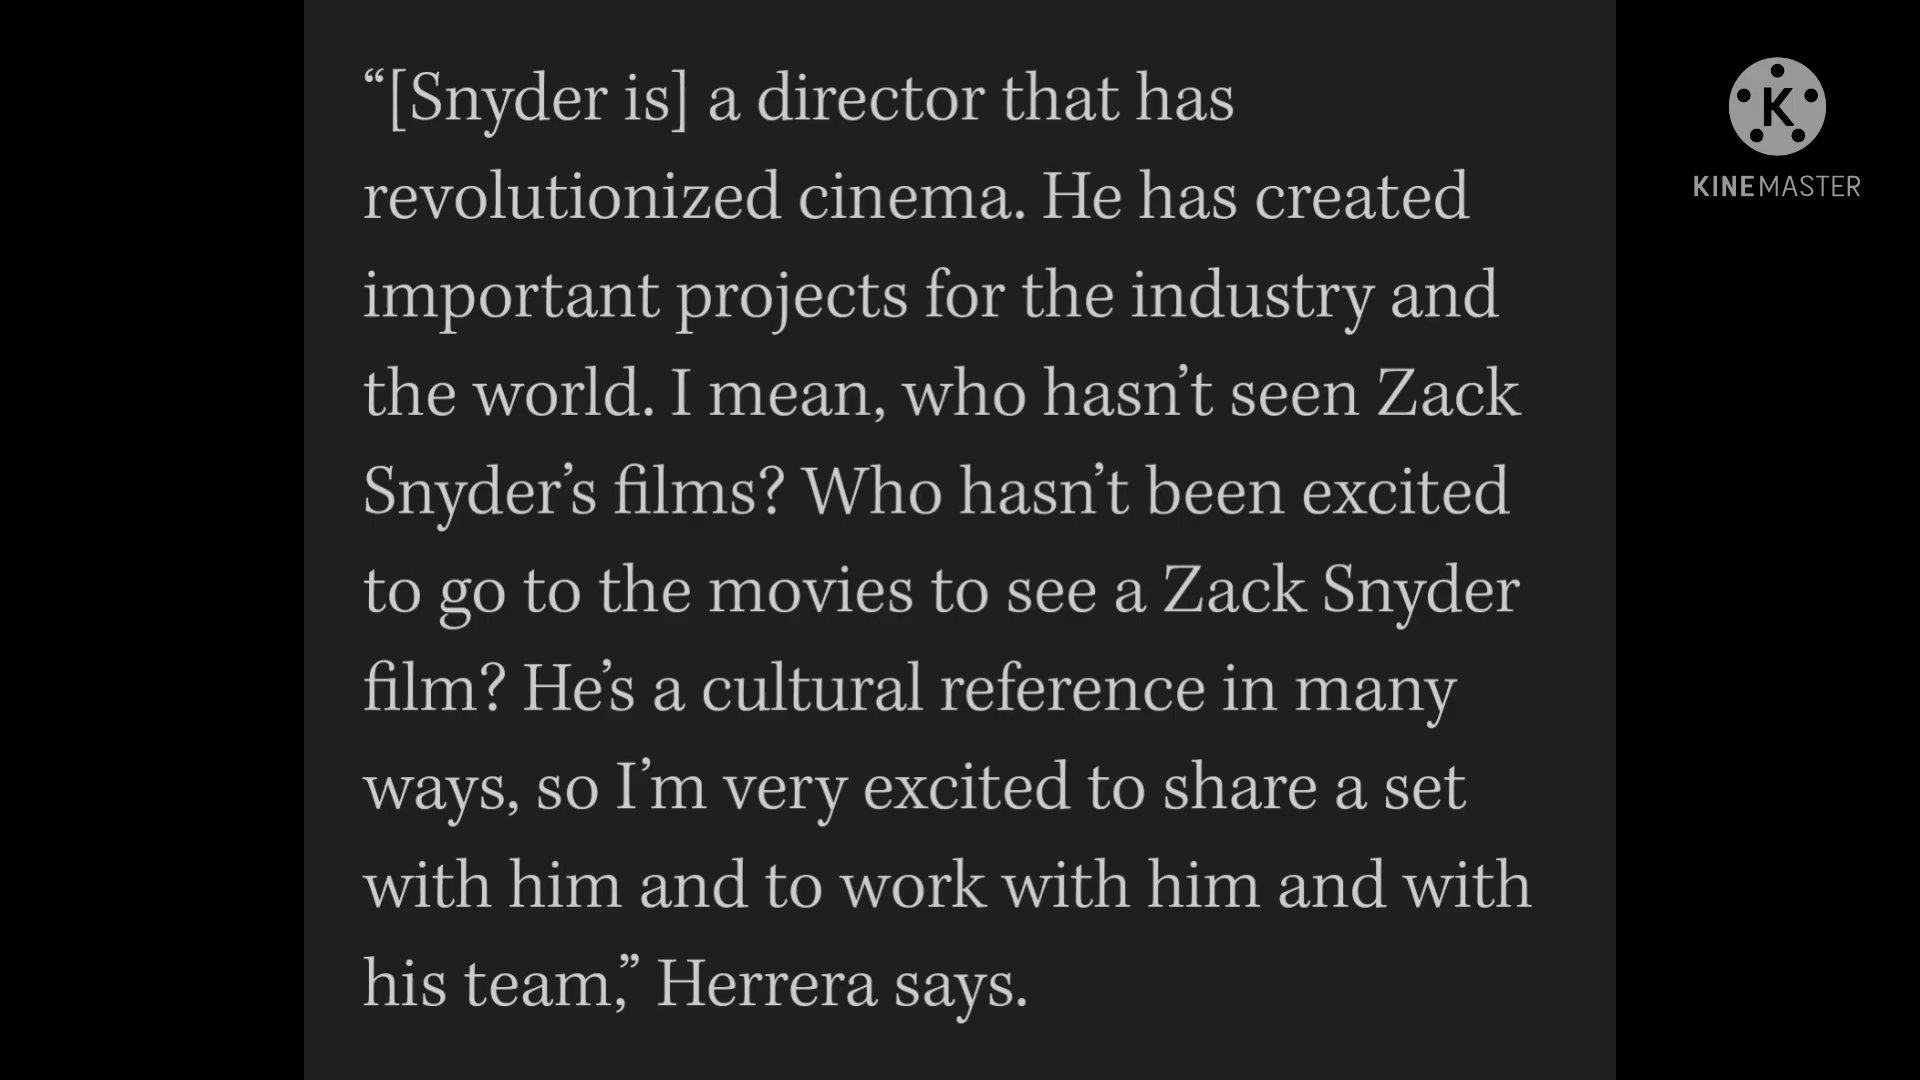 “[Snyder is] a director that has
revolutionized cinema. He has created
important projects for the industry and
the world. I mean, who hasn’t seen Zack
Snyder’s films? Who hasn’t been excited
to go to the movies to see a Zack Snyder
film? He’s a cultural reference in many
ways, so I’m very excited to share a set
with him and to work with him and with
his team,” Herrera says.
K
KINEMASTER